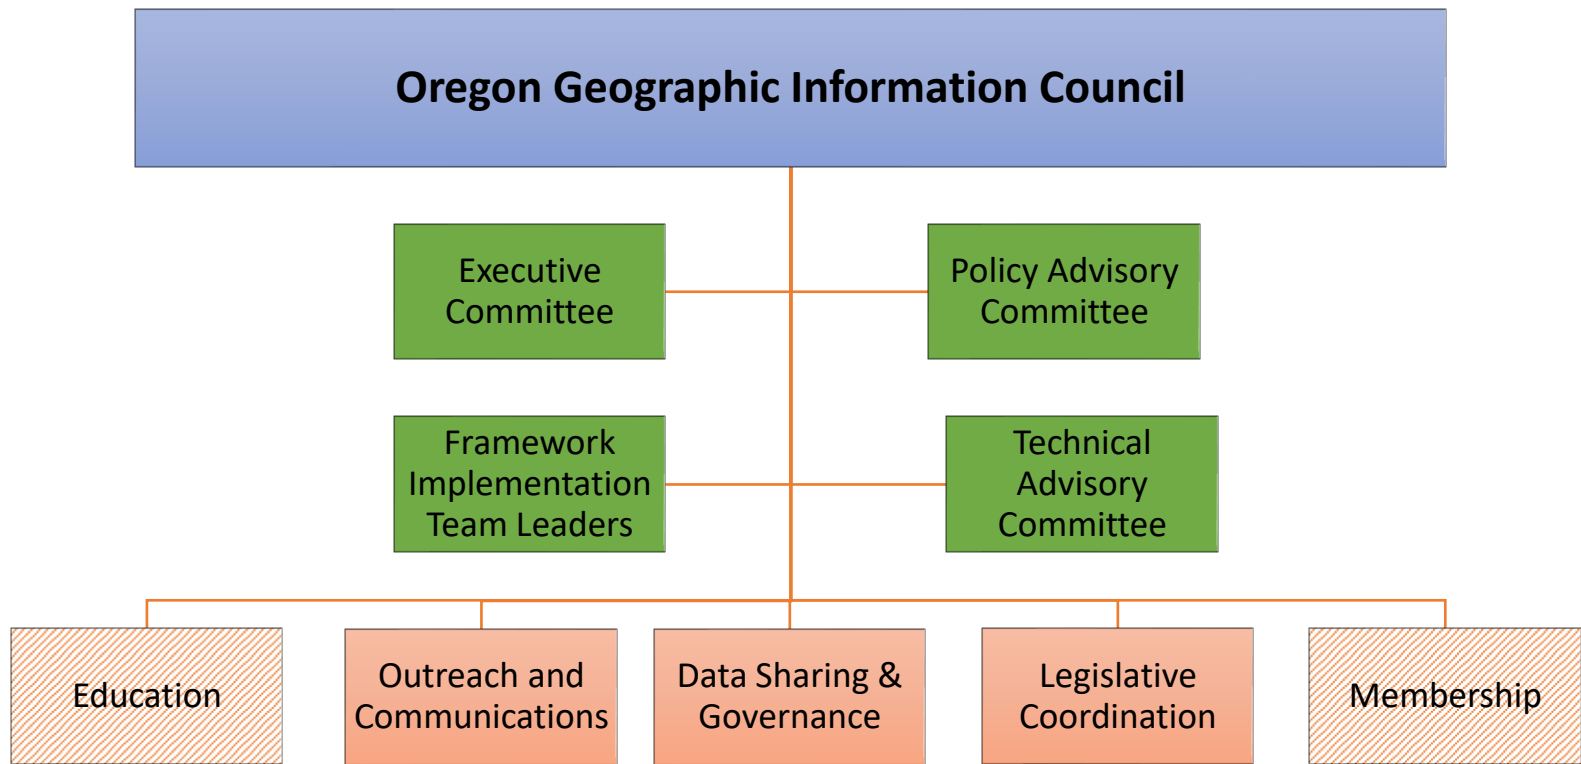 Oregon Geographic Information Council
Executive
Committee
Policy Advisory
Committee
Framework
Implementation
Team Leaders
Technical
Advisory
Committee
Education
Outreach and
Communications
Data Sharing &
Governance
Legislative
Coordination
Membership